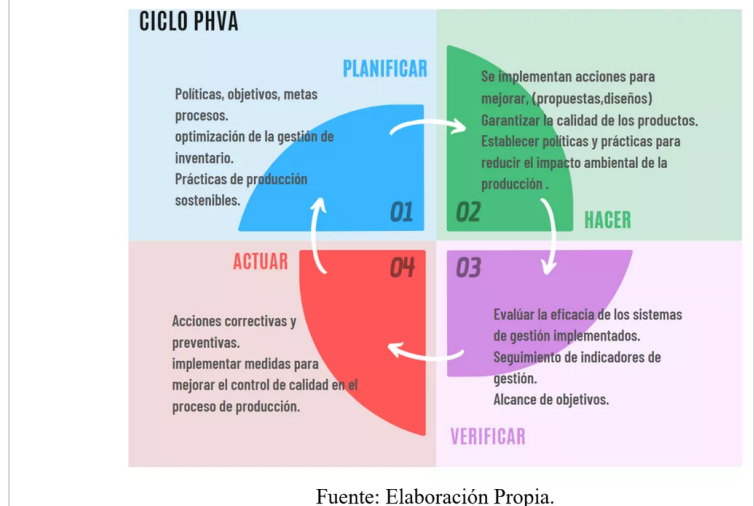 CICLO PHVA
PLANIFICAR
Políticas, objetivos, metas
procesos.
optimización de la gestión de
inventario.
Prácticas de producción
sostenibles.
01
Se implementan acciones para
mejorar, (propuestas,diseños)
Garantizar la calidad de los productos.
Establecer políticas y prácticas para
reducir el impacto ambiental de la
producción .
02
HACER
ACTUAR
04
Acciones correctivas y
preventivas.
implementar medidas para
mejorar el control de calidad en el
proceso de producción.
03
Evalúar la eficacia de los sistemas
de gestión implementados.
Seguimiento de indicadores de
gestión.
Alcance de objetivos.
VERIFICAR
Fuente: Elaboración Propia.